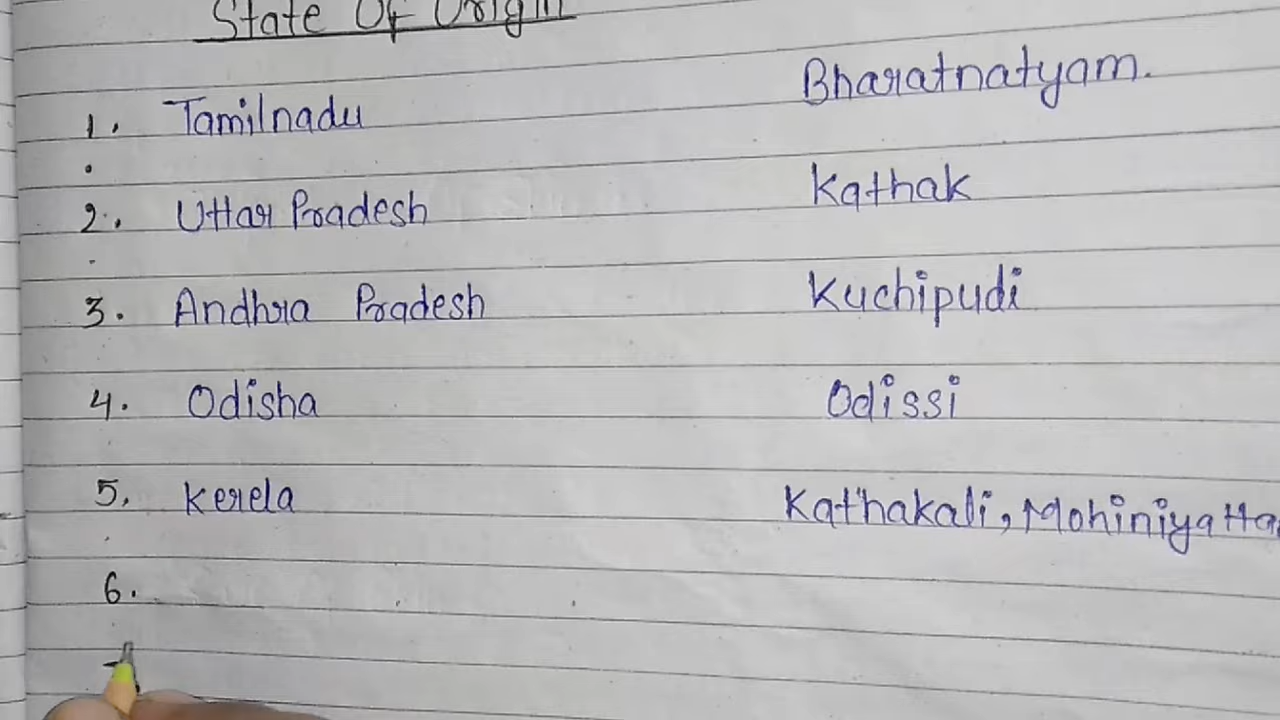 State Of Origin
1. Tamilnadu Bharatnatyam.
2. Uttar Pradesh Kathak
3. Andhra Pradesh Kuchipudi
4. Odisha Odissi
5. Kerela Kathakali, Mohiniyatta
6.